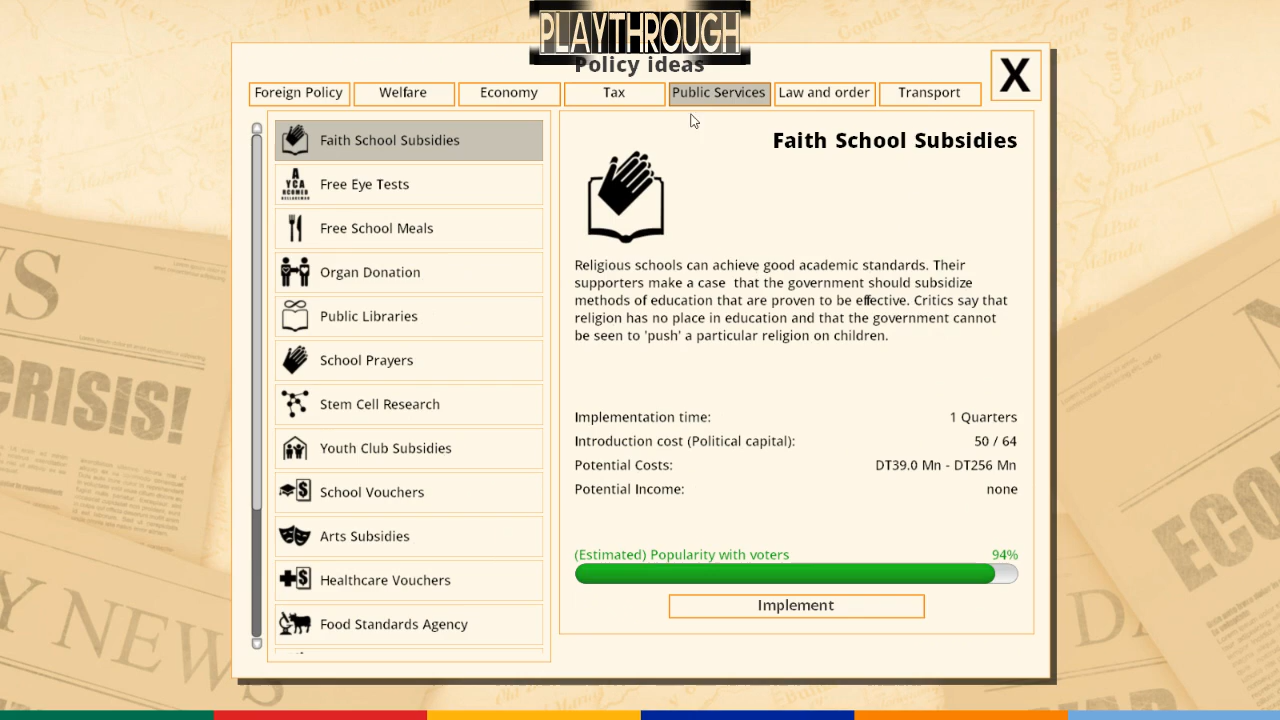 PLAYTHROUGH
Policy ideas
X
Foreign Policy
Welfare
Economy
Tax
Public Services
Law and order
Transport
Faith School Subsidies
Free Eye Tests
Free School Meals
Organ Donation
Public Libraries
School Prayers
Stem Cell Research
Youth Club Subsidies
School Vouchers
Arts Subsidies
Healthcare Vouchers
Food Standards Agency
Faith School Subsidies
Religious schools can achieve good academic standards. Their
supporters make a case  that the government should subsidize
methods of education that are proven to be effective. Critics say that
religion has no place in education and that the government cannot
be seen to 'push' a particular religion on children.
Implementation time: 1 Quarters
Introduction cost (Political capital): 50 / 64
Potential Costs: DT39.0 Mn - DT256 Mn
Potential Income: none
(Estimated) Popularity with voters 94%
Implement
CRISIS!
Y NEW
ECO